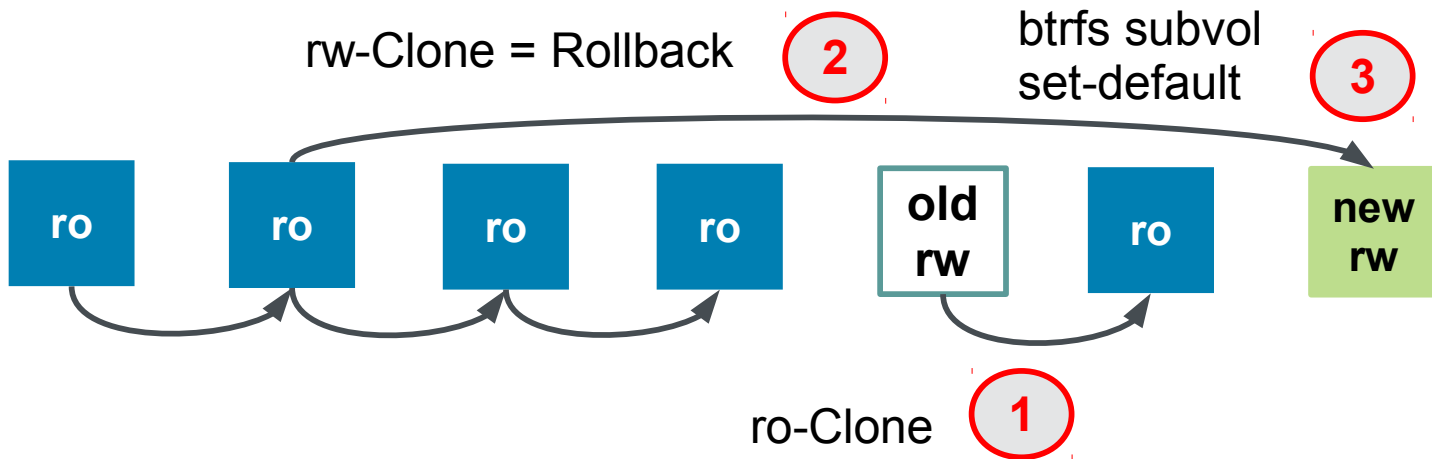 rw-Clone = Rollback
2
btrfs subvol
set-default
3
ro
ro
ro
ro
old
rw
ro
new
rw
ro-Clone
1